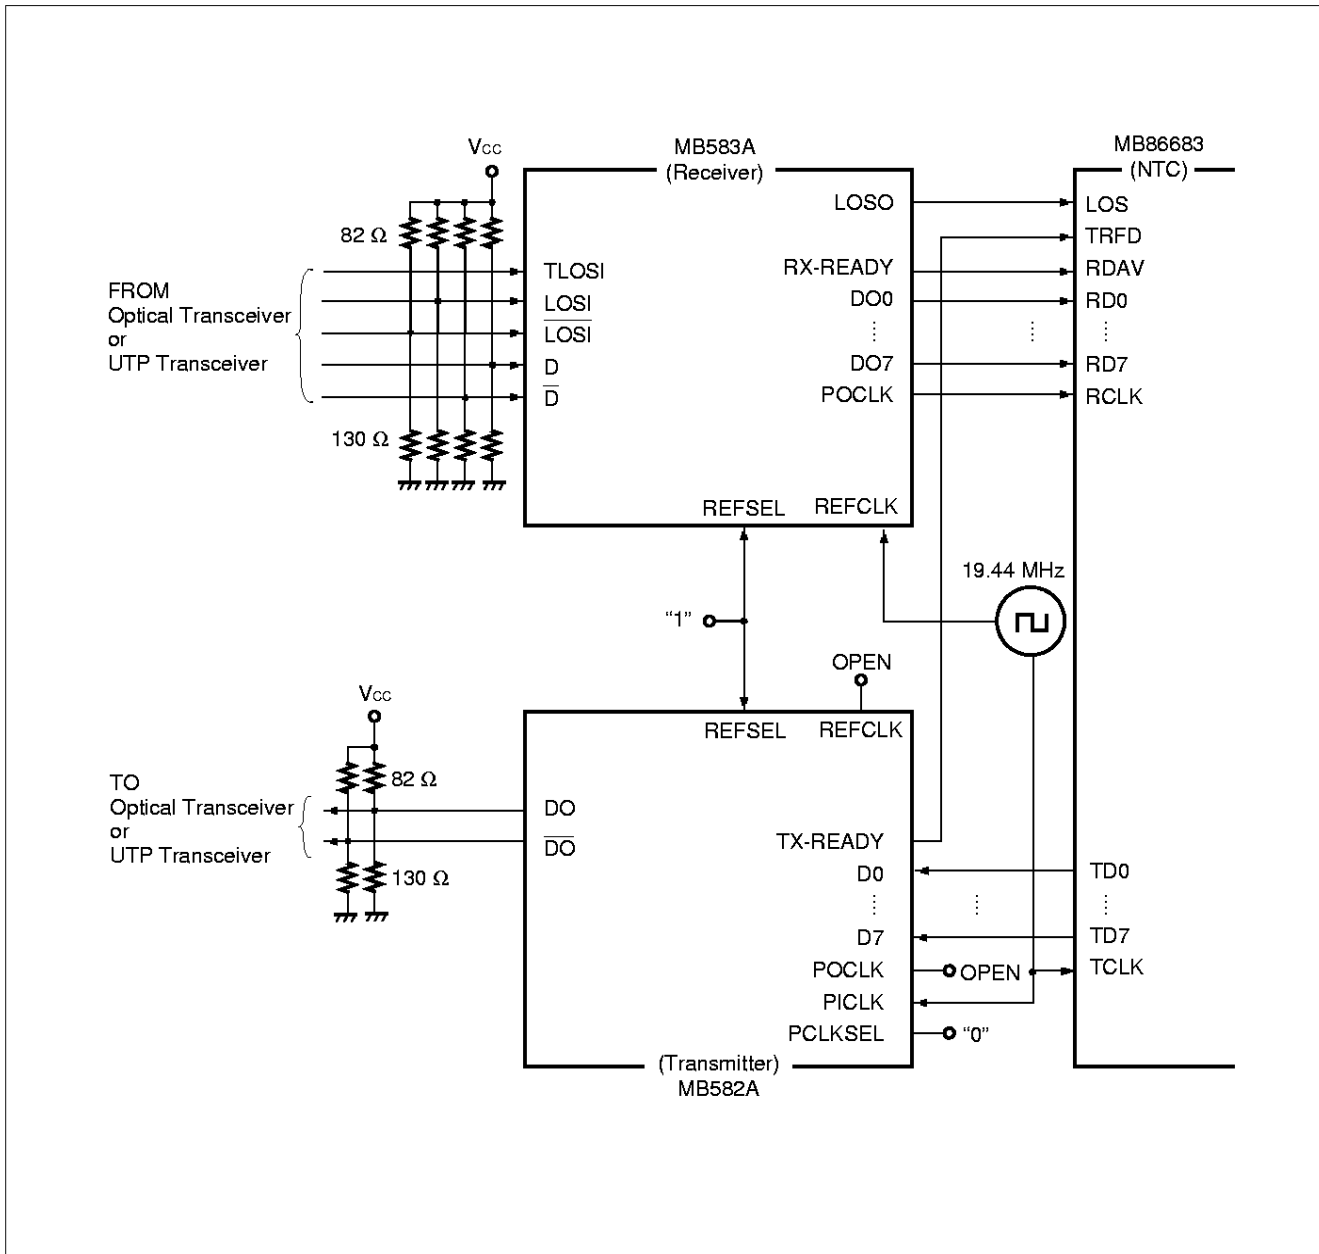 MB583A
(Receiver)
MB86683
(NTC)
Vcc
82 Ω
130 Ω
FROM
Optical Transceiver
or
UTP Transceiver
TLOSI
LOSI
L̅O̅S̅I̅
D
D̅
LOSO
RX-READY
DO0
⋮
DO7
POCLK
REFSEL
REFCLK
LOS
TRFD
RDAV
RD0
⋮
⋮
RD7
RCLK
19.44 MHz
“1”
OPEN
Vcc
82 Ω
130 Ω
TO
Optical Transceiver
or
UTP Transceiver
REFSEL
REFCLK
DO
D̅O̅
TX-READY
D0
⋮
D7
POCLK
OPEN
PICLK
PCLKSEL
“0”
⋮
TD0
⋮
TD7
TCLK
(Transmitter)
MB582A